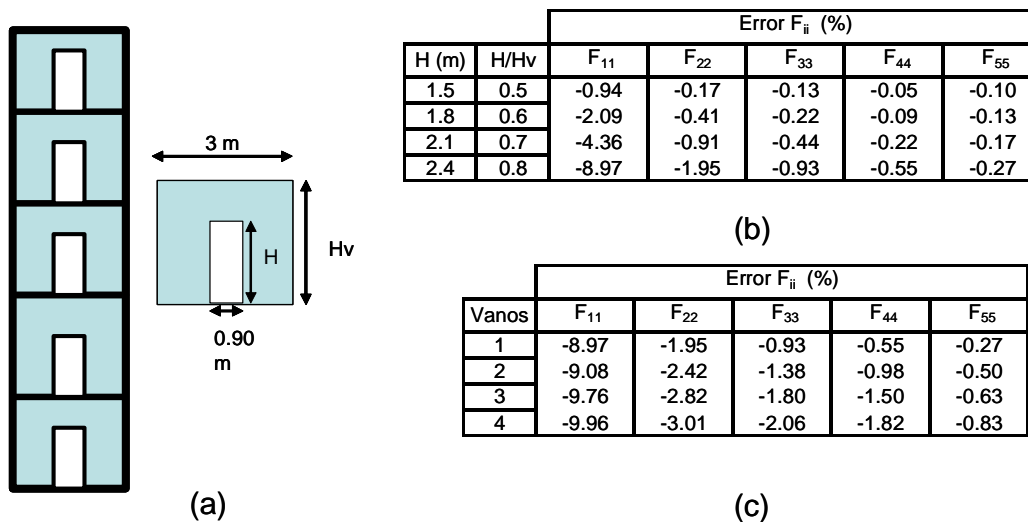 3 m
H
Hv
0.90
m
(a)
Error Fii (%)
H (m) H/Hv F11 F22 F33 F44 F55
1.5 0.5 -0.94 -0.17 -0.13 -0.05 -0.10
1.8 0.6 -2.09 -0.41 -0.22 -0.09 -0.13
2.1 0.7 -4.36 -0.91 -0.44 -0.22 -0.17
2.4 0.8 -8.97 -1.95 -0.93 -0.55 -0.27
(b)
Error Fii (%)
Vanos F11 F22 F33 F44 F55
1 -8.97 -1.95 -0.93 -0.55 -0.27
2 -9.08 -2.42 -1.38 -0.98 -0.50
3 -9.76 -2.82 -1.80 -1.50 -0.63
4 -9.96 -3.01 -2.06 -1.82 -0.83
(c)